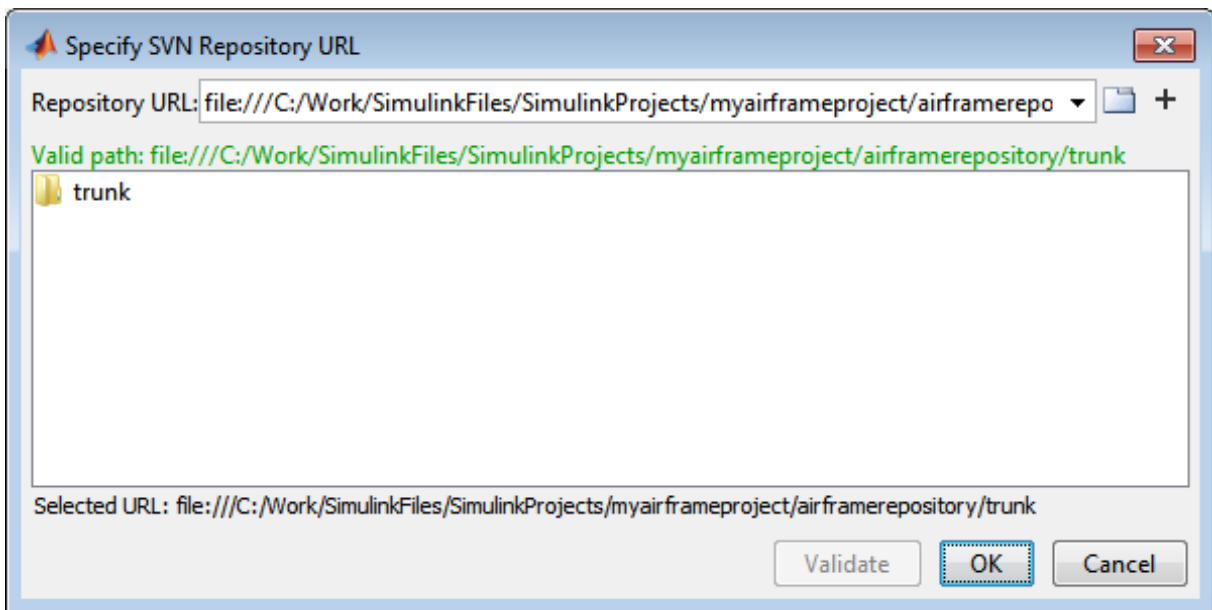 Specify SVN Repository URL
Repository URL: file:///C:/Work/SimulinkFiles/SimulinkProjects/myairframeproject/airframerepo
Valid path: file:///C:/Work/SimulinkFiles/SimulinkProjects/myairframeproject/airframerepository/trunk
trunk
Selected URL: file:///C:/Work/SimulinkFiles/SimulinkProjects/myairframeproject/airframerepository/trunk
Validate OK Cancel